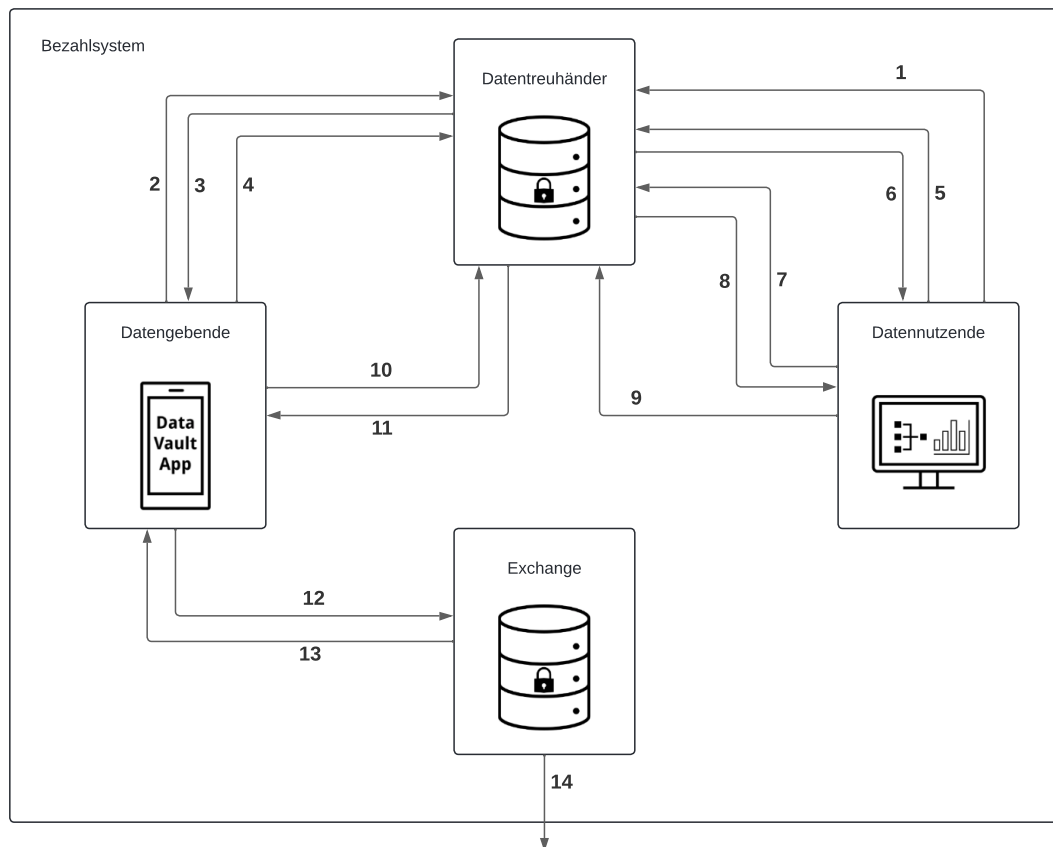 Bezahlsystem
Datentreuhänder
1
2
3
4
6
5
8
7
Datengebende
Datennutzende
10
9
11
Data
Vault
App
Exchange
12
13
14